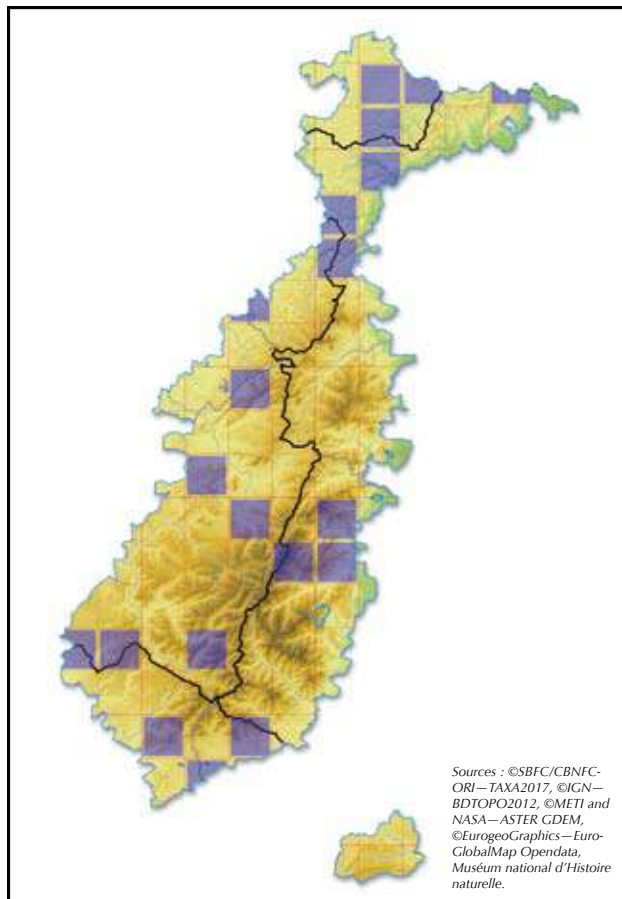 Sources : ©SBFC/CBNFC-
ORI—TAXA2017, ©IGN—
BDTOPO2012, ©METI and
NASA—ASTER GDEM,
©EurogeoGraphics—Euro-
GlobalMap Opendata,
Muséum national d’Histoire
naturelle.